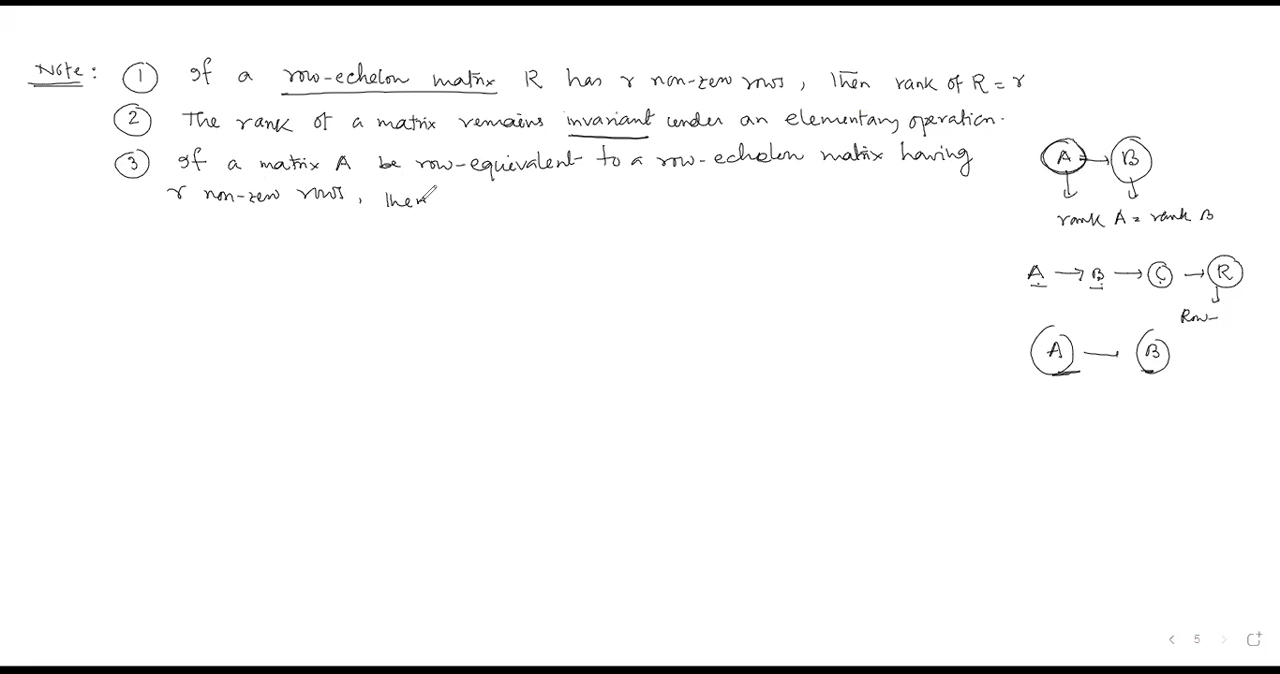 Note: ① If a row-echelon matrix R has r non-zero rows, then rank of R = r
② The rank of a matrix remains invariant under an elementary operation.
③ If a matrix A be row-equivalent to a row-echelon matrix having
r non-zero rows, then
A → B
rank A = rank B
A → B → C → R
Row-
A — B
5